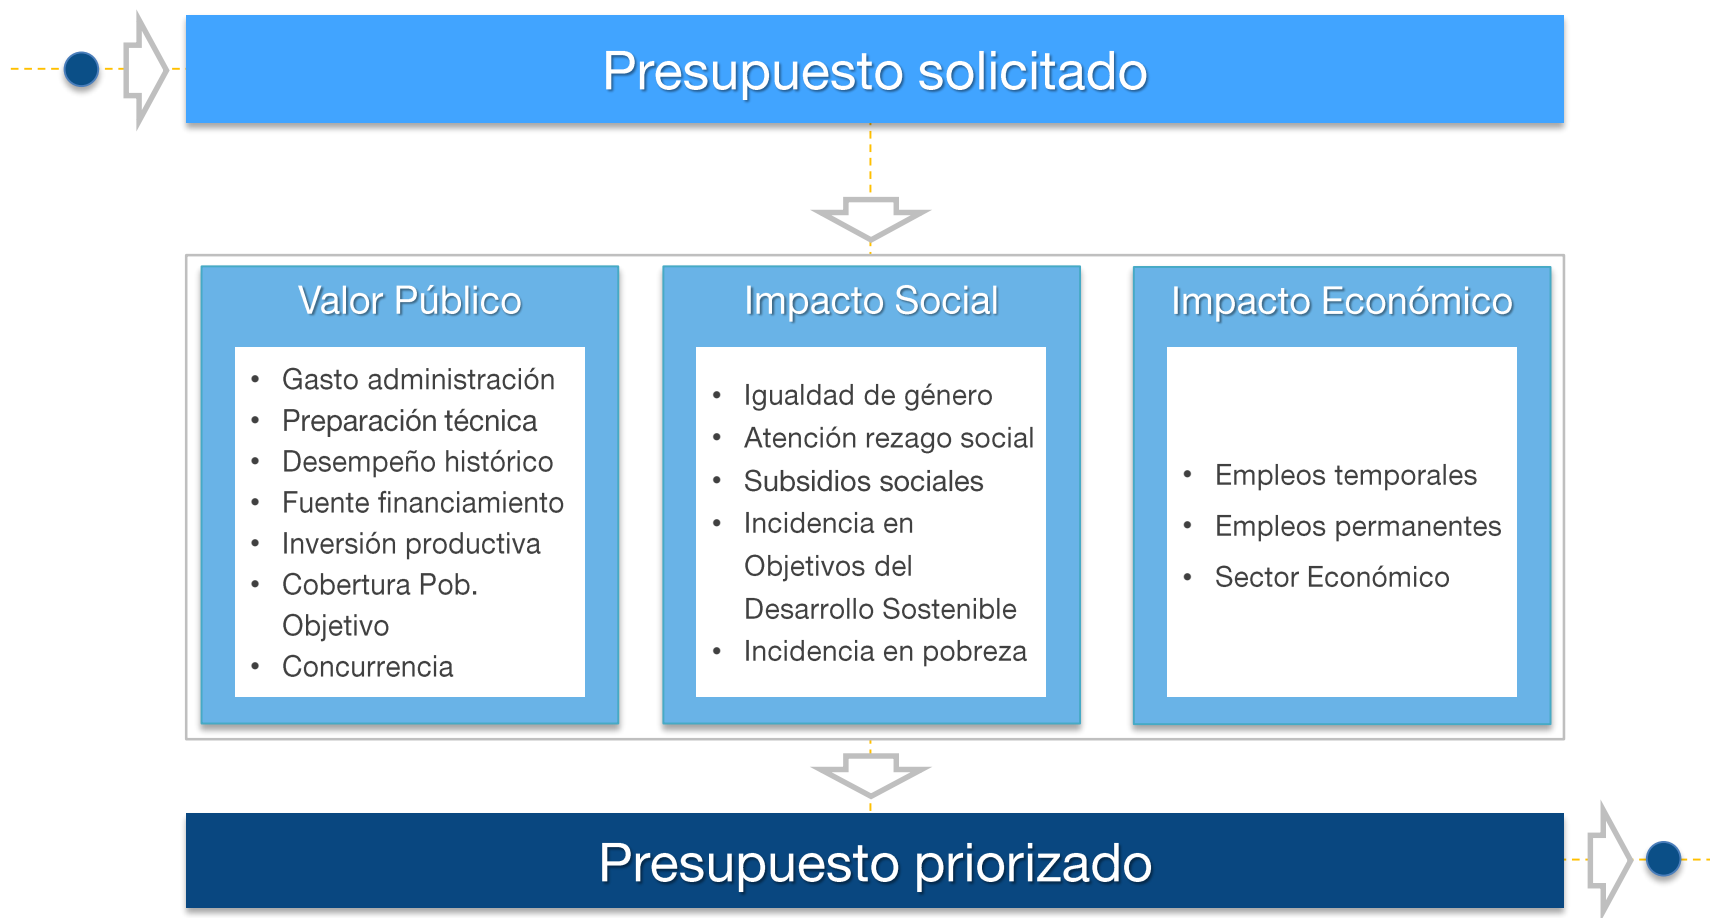 Presupuesto solicitado
Valor Público
• Gasto administración
• Preparación técnica
• Desempeño histórico
• Fuente financiamiento
• Inversión productiva
• Cobertura Pob.
Objetivo
• Concurrencia
Impacto Social
• Igualdad de género
• Atención rezago social
• Subsidios sociales
• Incidencia en
Objetivos del
Desarrollo Sostenible
• Incidencia en pobreza
Impacto Económico
• Empleos temporales
• Empleos permanentes
• Sector Económico
Presupuesto priorizado